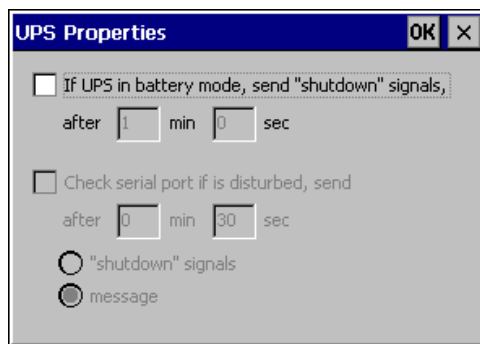 UPS Properties OK ×
If UPS in battery mode, send "shutdown" signals,
after 1 min 0 sec
Check serial port if is disturbed, send
after 0 min 30 sec
"shutdown" signals
message